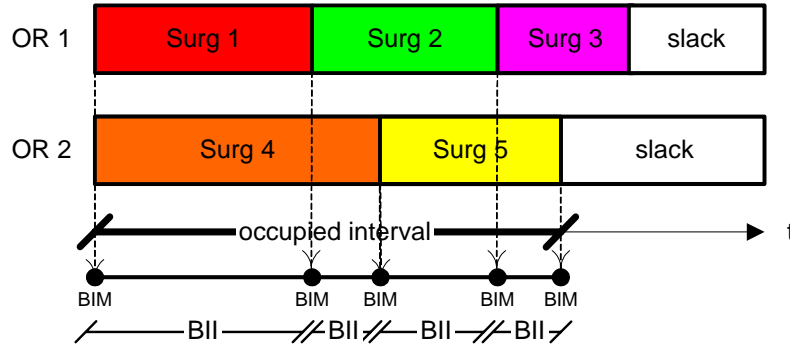 OR 1 Surg 1 Surg 2 Surg 3 slack
OR 2 Surg 4 Surg 5 slack
occupied interval t
BIM BIM BIM BIM BIM
BII BII BII BII